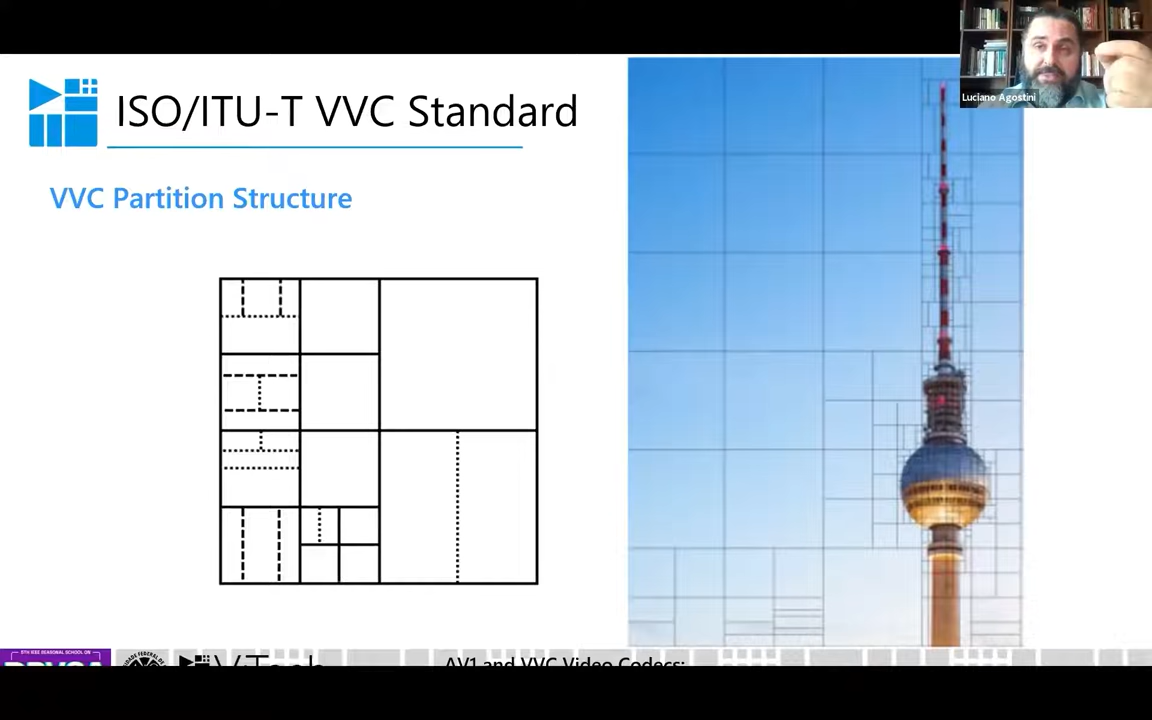 Luciano Agostini
ISO/ITU-T VVC Standard
VVC Partition Structure
AV1 and VVC Video Codecs: